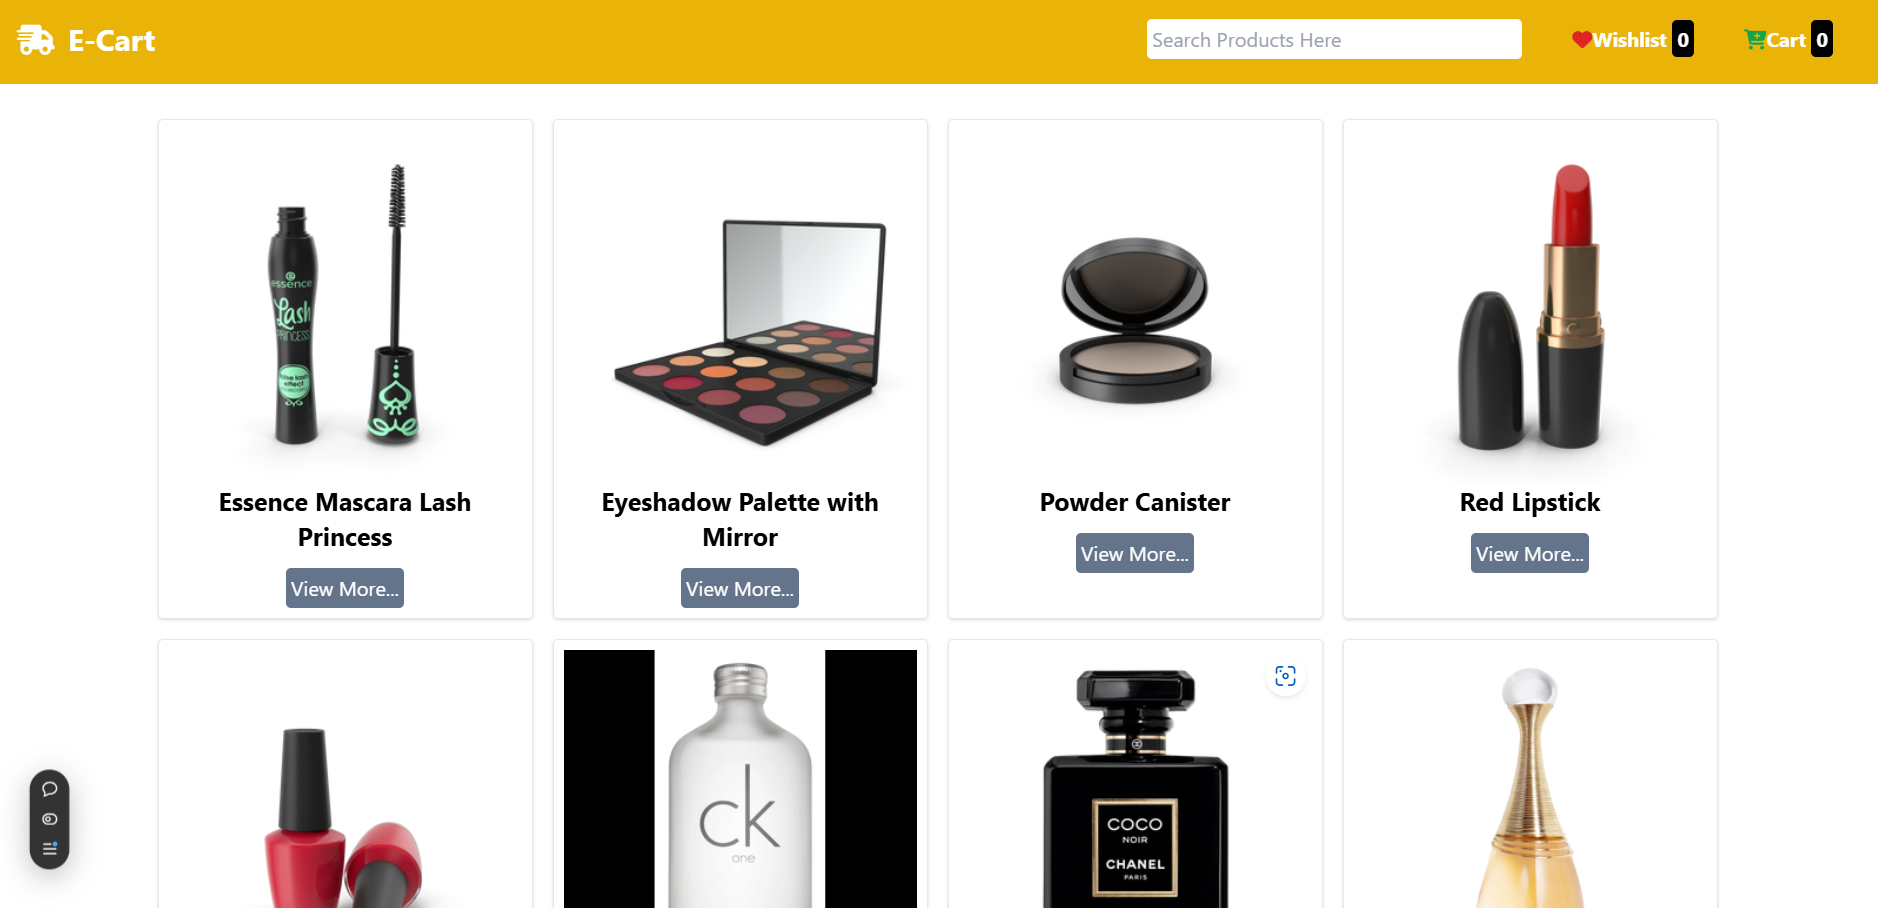 E-Cart
Search Products Here
Wishlist 0
Cart 0
essence
Lash
PRINCESS
false lash
effect
Essence Mascara Lash
Princess
View More...
Eyeshadow Palette with
Mirror
View More...
Powder Canister
View More...
Red Lipstick
View More...
ck
one
COCO
NOIR
CHANEL
PARIS